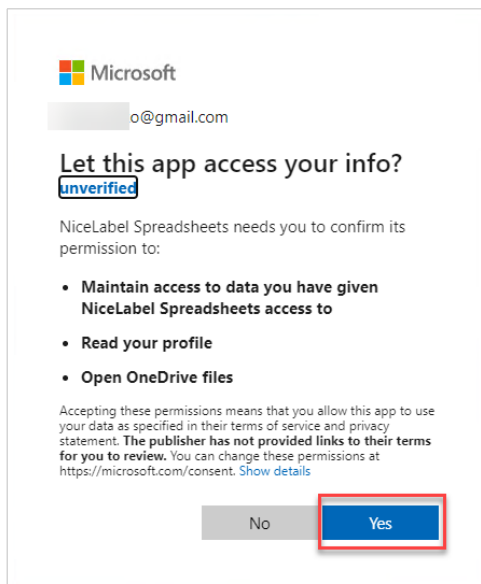 Microsoft
o@gmail.com
Let this app access your info?
unverified
NiceLabel Spreadsheets needs you to confirm its
permission to:
• Maintain access to data you have given
NiceLabel Spreadsheets access to
• Read your profile
• Open OneDrive files
Accepting these permissions means that you allow this app to use
your data as specified in their terms of service and privacy
statement. The publisher has not provided links to their terms
for you to review. You can change these permissions at
https://microsoft.com/consent. Show details
No
Yes